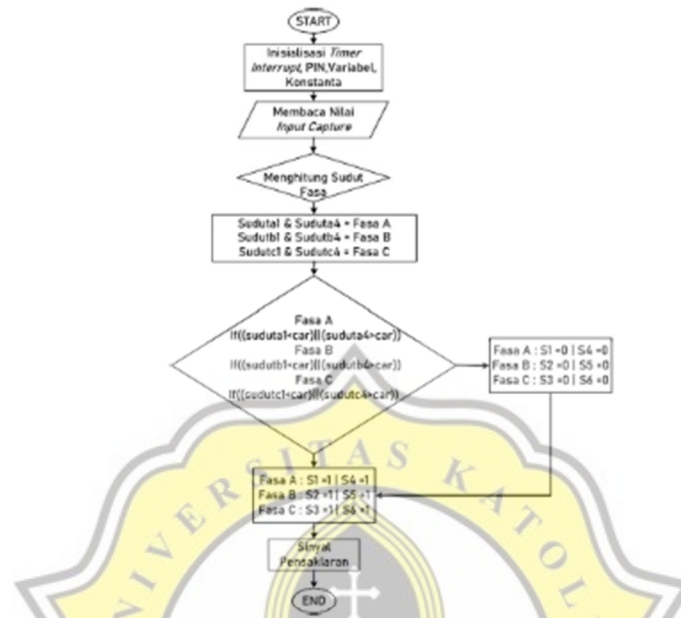 START
Inisialisasi Timer
Interrupt, PIN,Variabel,
Konstanta
Membaca Nilai
Input Capture
Menghitung Sudut
Fasa
Suduta1 & Suduta4 = Fasa A
Sudutb1 & Sudutb4 = Fasa B
Sudutc1 & Sudutc4 = Fasa C
Fasa A
If((suduta1<car)||(suduta4>car))
Fasa B
If((sudutb1<car)||(sudutb4>car))
Fasa C
If((sudutc1<car)||(sudutc4>car))
Fasa A : S1 =0 | S4 =0
Fasa B : S2 =0 | S5 =0
Fasa C : S3 =0 | S6 =0
Fasa A : S1 =1 | S4 =1
Fasa B : S2 =1 | S5 =1
Fasa C : S3 =1 | S6 =1
Sinyal
Pensaklaran
END
UNIVERSITAS KATOL